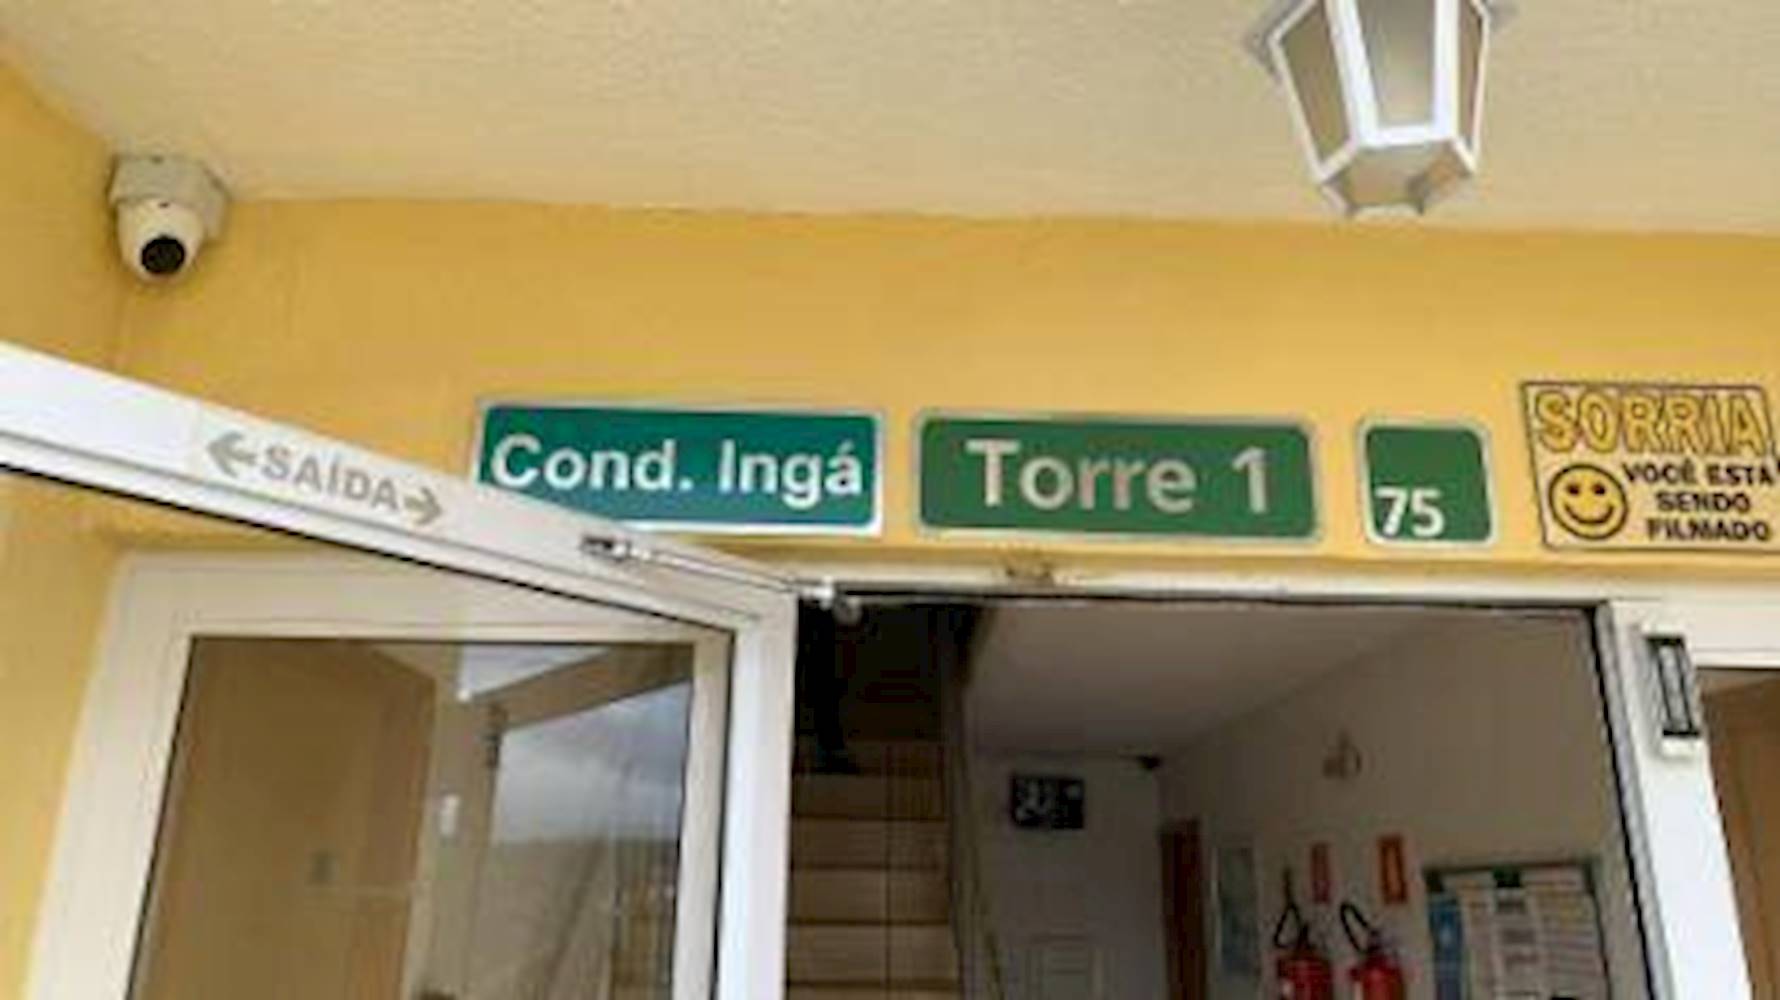 ←SAÍDA→
Cond. Ingá
Torre 1
75
SORRIA
VOCÊ ESTÁ
SENDO
FILMADO